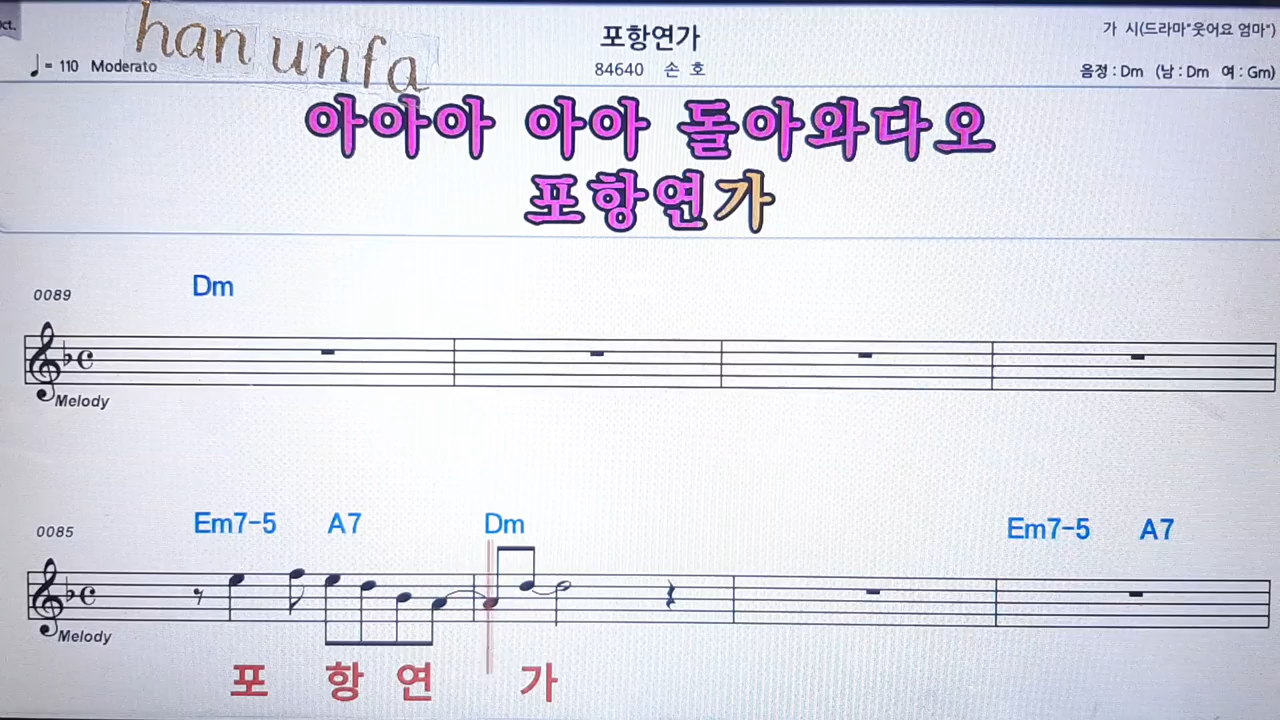 ct.
han unfa
포항연가
가 시(드라마"웃어요 엄마")
♩= 110 Moderato
84640 손 호
음정 : Dm (남 : Dm 여 : Gm)
아아아 아아 돌아와다오
포항연가
0089
Dm
Melody
0085
Em7-5 A7 Dm Em7-5 A7
Melody
포 항 연 가